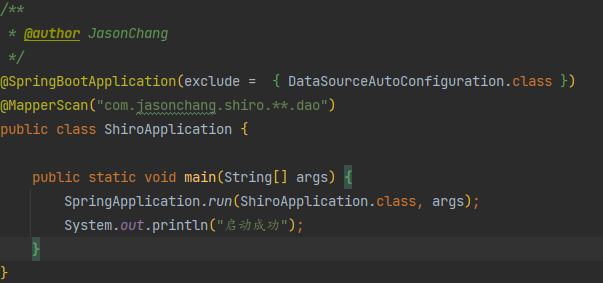 /**
 * @author JasonChang
 */
@SpringBootApplication(exclude =  { DataSourceAutoConfiguration.class })
@MapperScan("com.jasonchang.shiro.**.dao")
public class ShiroApplication {
    public static void main(String[] args) {
        SpringApplication.run(ShiroApplication.class, args);
        System.out.println("启动成功");
    }
}